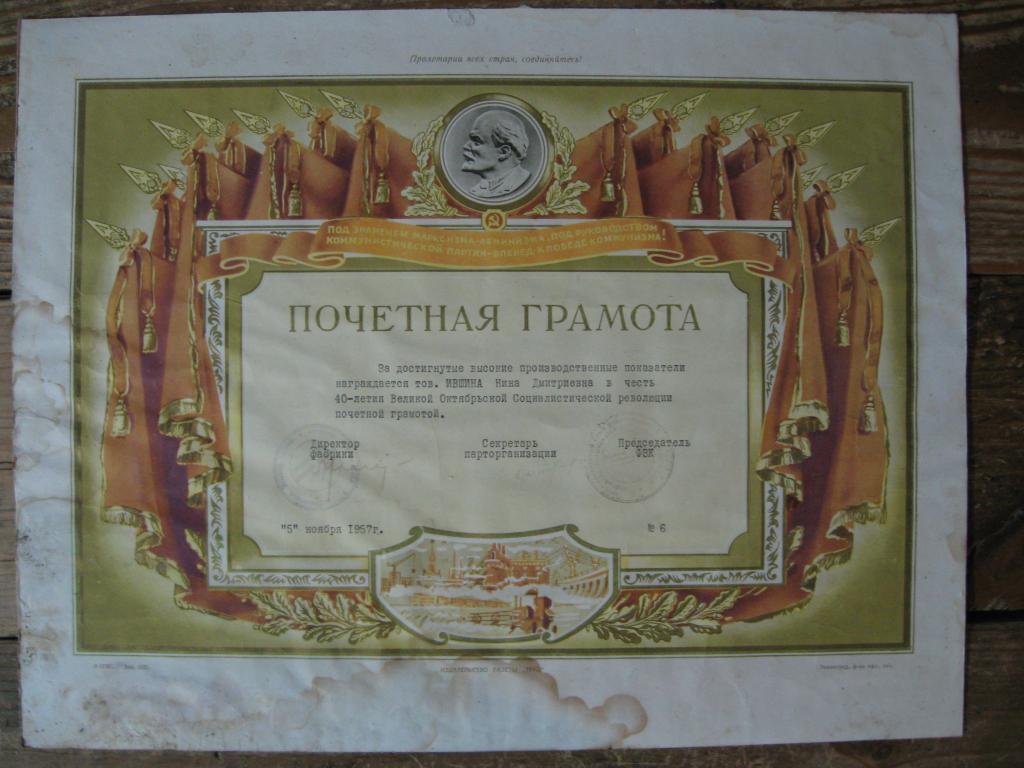 Пролетарии всех стран, соединяйтесь!
ПОД ЗНАМЕНЕМ МАРКСИЗМА-ЛЕНИНИЗМА, ПОД РУКОВОДСТВОМ
КОММУНИСТИЧЕСКОЙ ПАРТИИ-ВПЕРЕД, К ПОБЕДЕ КОММУНИЗМА!
ПОЧЕТНАЯ ГРАМОТА
За достигнутые высокие производственные показатели
награждается тов. ИВШИНА Нина Дмитриевна в честь
40-летия Великой Октябрьской Социалистической революции
почетной грамотой.
Директор Секретарь Председатель
фабрики парторганизации ФЗК
"5" ноября 1957г. № 6
ИЗДАТЕЛЬСТВО ГАЗЕТЫ